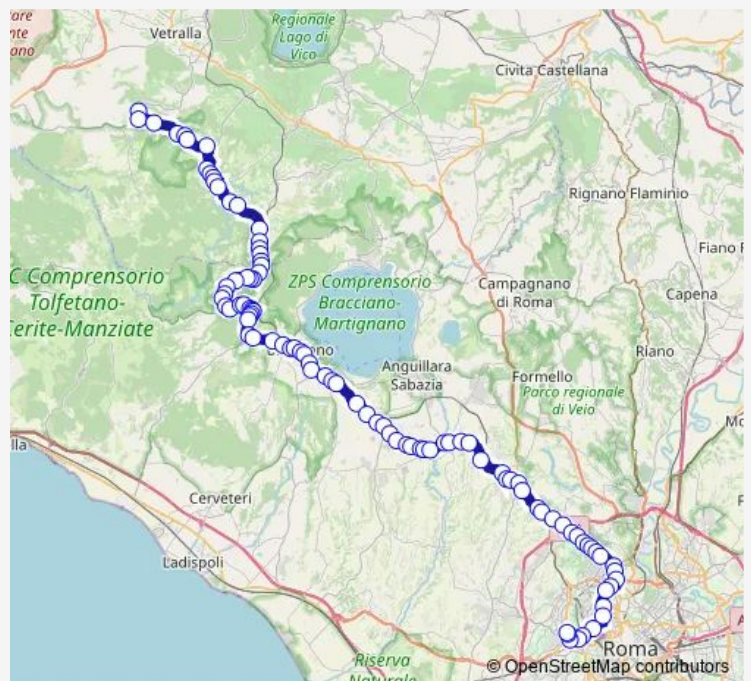 Vetralla
Regionale
Lago di
Vico
Civita Castellana
Rignano Flaminio
Fiano
C Comprensorio
Tolfetano-
Cerite-Manziate
ZPS Comprensorio
Bracciano-
Martignano
Campagnano
di Roma
Capena
Riano
Anguillara
Sabazia
Formello
Parco regionale
di Veio
Cerveteri
Ladispoli
Roma
Riserva
Naturale
© OpenStreetMap contributors